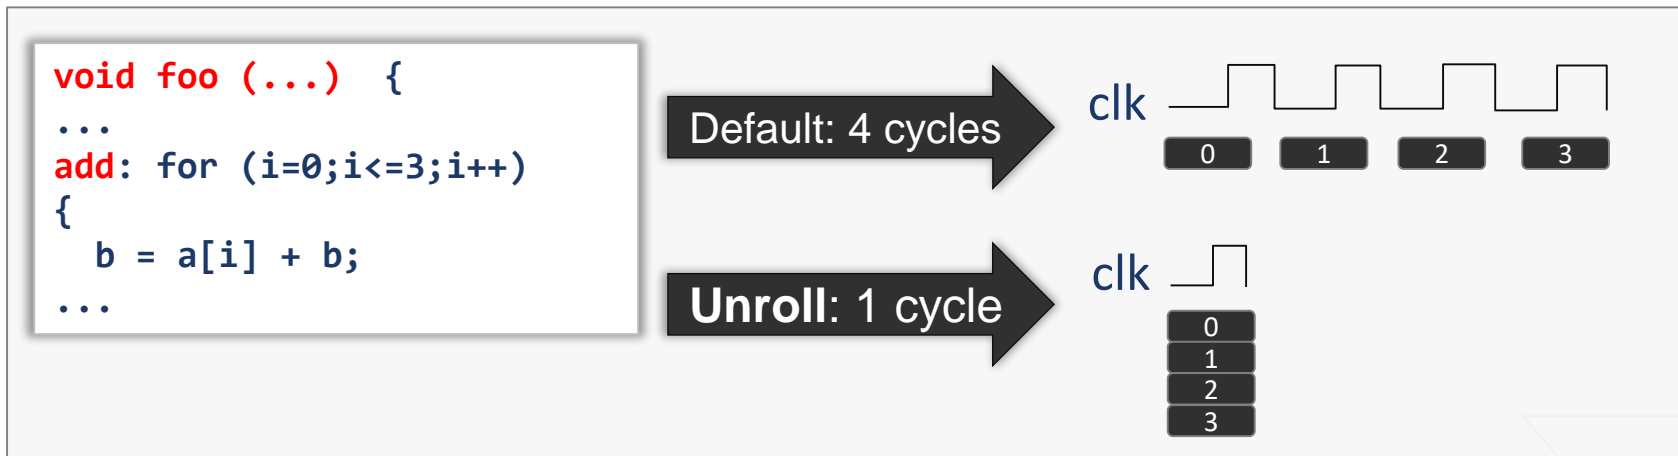 void foo (...)  {
...
add: for (i=0;i<=3;i++)
{
  b = a[i] + b;
...
Default: 4 cycles
clk
0 1 2 3
Unroll: 1 cycle
clk
0
1
2
3